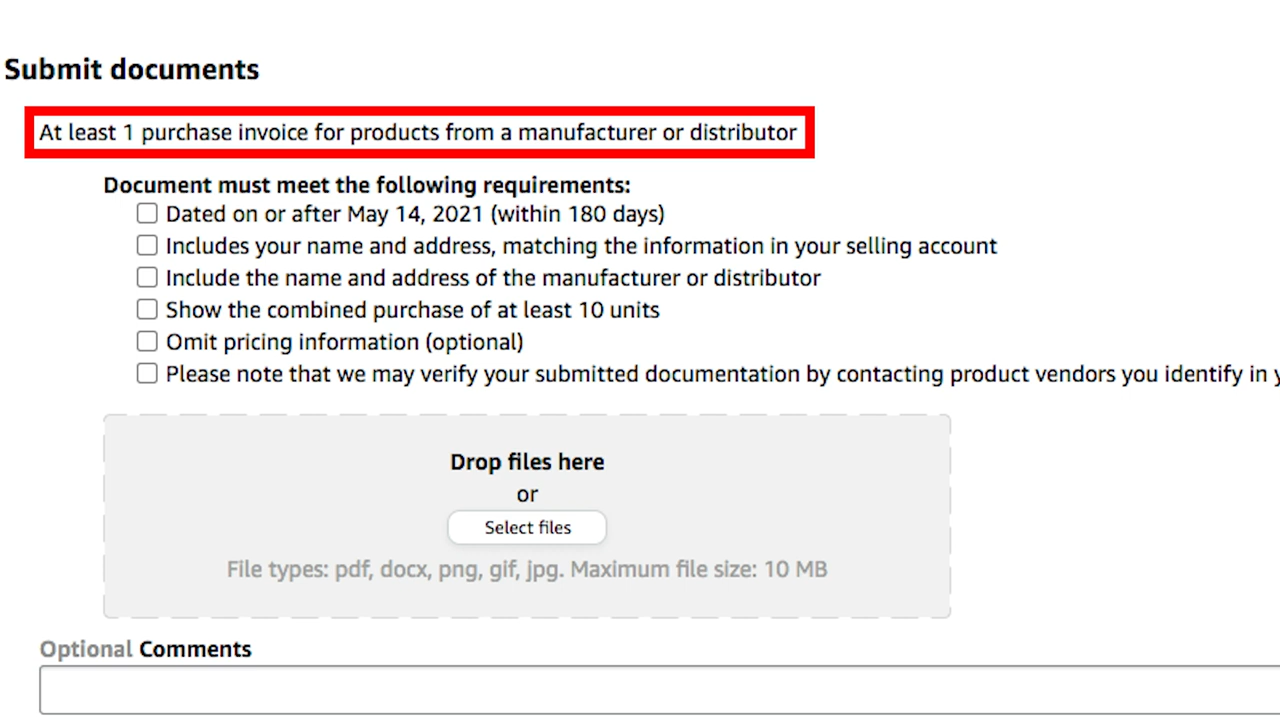 Submit documents
At least 1 purchase invoice for products from a manufacturer or distributor
Document must meet the following requirements:
Dated on or after May 14, 2021 (within 180 days)
Includes your name and address, matching the information in your selling account
Include the name and address of the manufacturer or distributor
Show the combined purchase of at least 10 units
Omit pricing information (optional)
Please note that we may verify your submitted documentation by contacting product vendors you identify in
Drop files here
or
Select files
File types: pdf, docx, png, gif, jpg. Maximum file size: 10 MB
Optional Comments